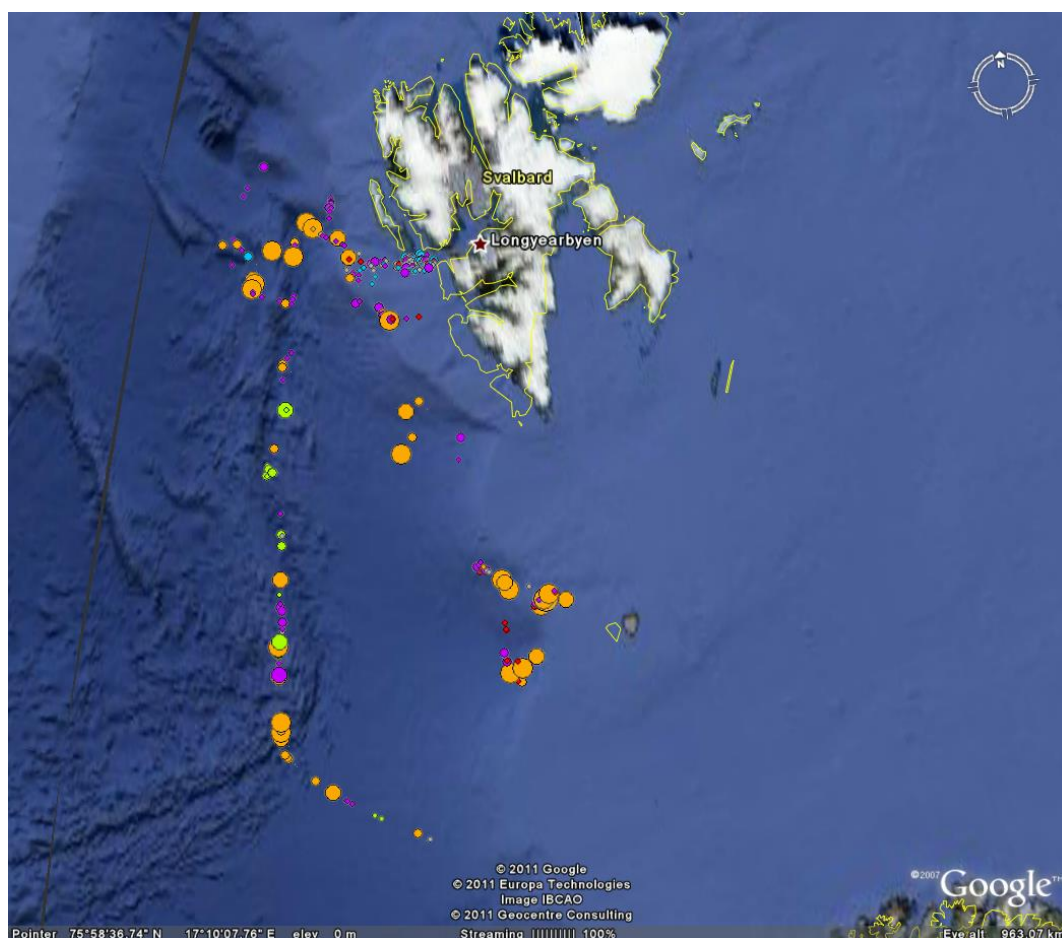 N
Svalbard
Longyearbyen
© 2011 Google
© 2011 Europa Technologies
Image IBCAO
© 2011 Geocentre Consulting
©2007 Google™
Pointer 75°58'36.74" N 17°10'07.76" E elev 0 m Streaming ||||||||| 100% Eye alt 963.07 km